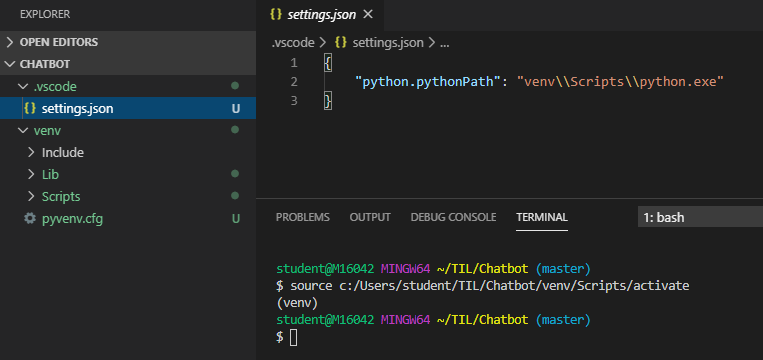 EXPLORER
OPEN EDITORS
CHATBOT
.vscode
{} settings.json U
venv
Include
Lib
Scripts
pyvenv.cfg U
{} settings.json ×
.vscode > {} settings.json > ...
1 {
2 "python.pythonPath": "venv\\Scripts\\python.exe"
3 }
PROBLEMS OUTPUT DEBUG CONSOLE TERMINAL 1: bash
student@M16042 MINGW64 ~/TIL/Chatbot (master)
$ source c:/Users/student/TIL/Chatbot/venv/Scripts/activate
(venv)
student@M16042 MINGW64 ~/TIL/Chatbot (master)
$